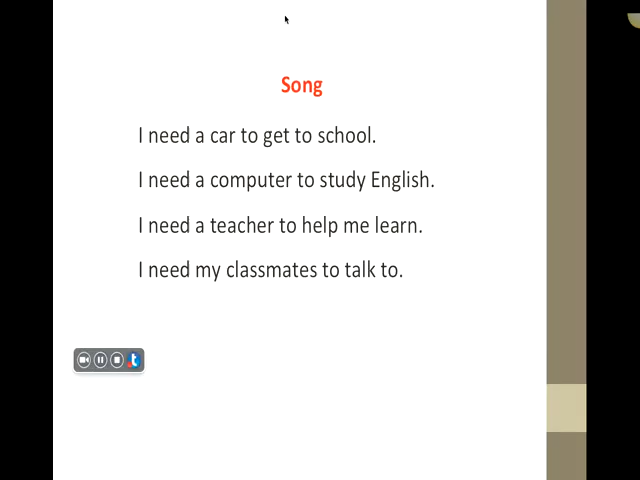 Song
I need a car to get to school.
I need a computer to study English.
I need a teacher to help me learn.
I need my classmates to talk to.